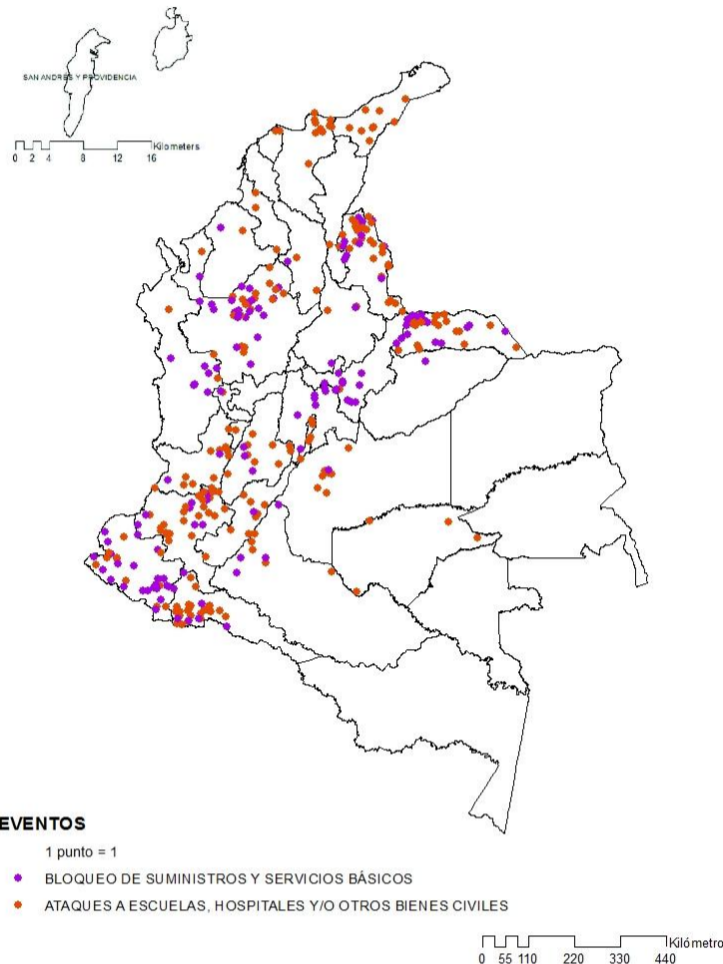 SAN ANDRES Y PROVIDENCIA
Kilometers
0 2 4 8 12 16
EVENTOS
1 punto = 1
BLOQUEO DE SUMINISTROS Y SERVICIOS BÁSICOS
ATAQUES A ESCUELAS, HOSPITALES Y/O OTROS BIENES CIVILES
Kilómetro
0 55 110 220 330 440